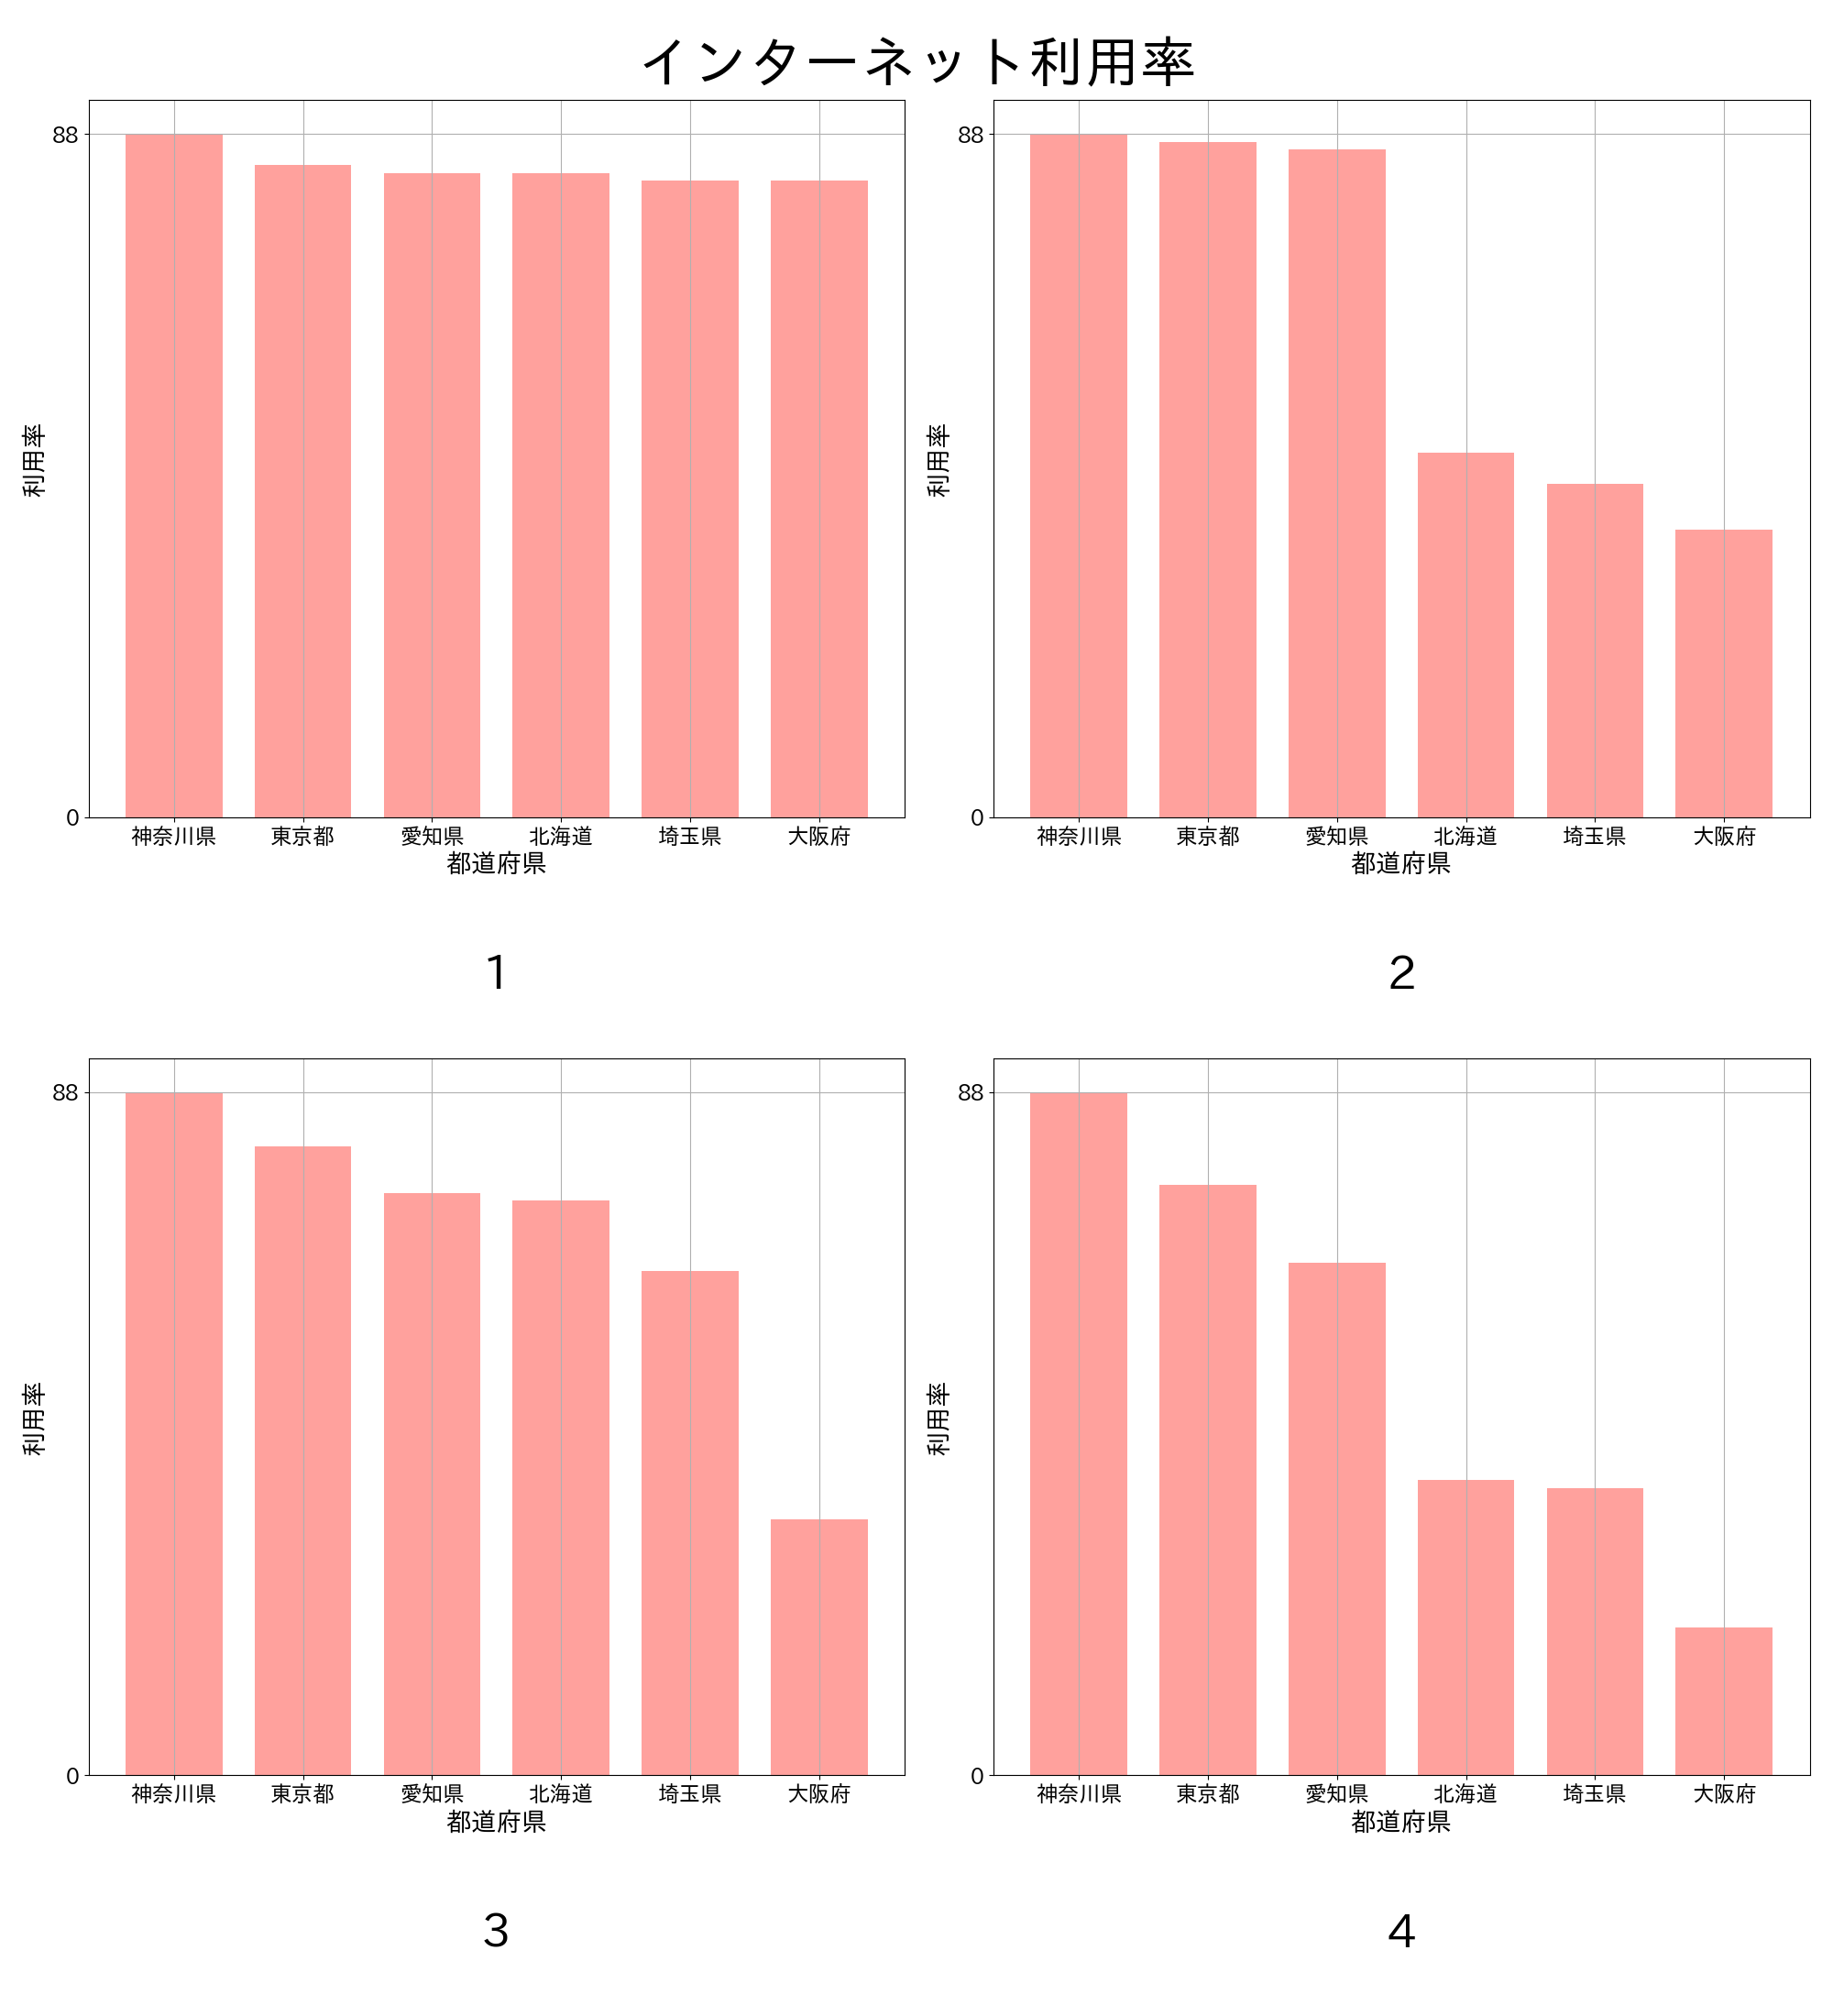 インターネット利用率
88
0
利用率
神奈川県 東京都 愛知県 北海道 埼玉県 大阪府
都道府県
1
88
0
利用率
神奈川県 東京都 愛知県 北海道 埼玉県 大阪府
都道府県
2
88
0
利用率
神奈川県 東京都 愛知県 北海道 埼玉県 大阪府
都道府県
3
88
0
利用率
神奈川県 東京都 愛知県 北海道 埼玉県 大阪府
都道府県
4